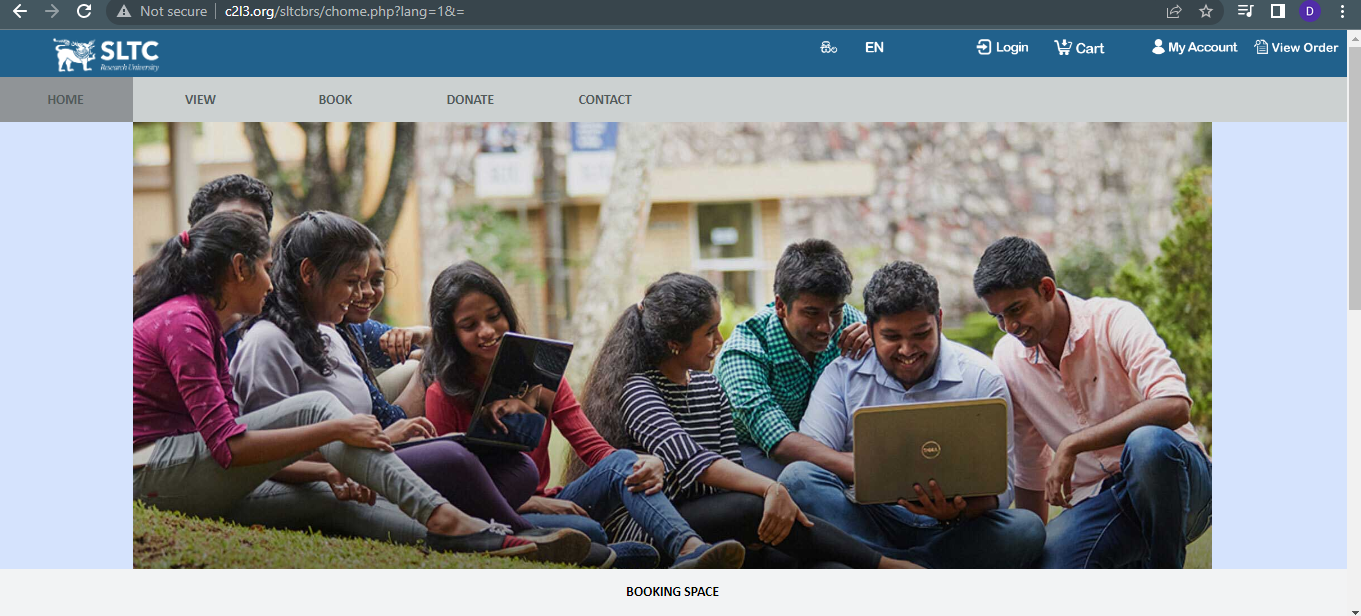 Not secure c2l3.org/sltcbrs/chome.php?lang=1&=
D
SLTC
Research University
EN
Login
Cart
My Account
View Order
HOME
VIEW
BOOK
DONATE
CONTACT
DELL
BOOKING SPACE